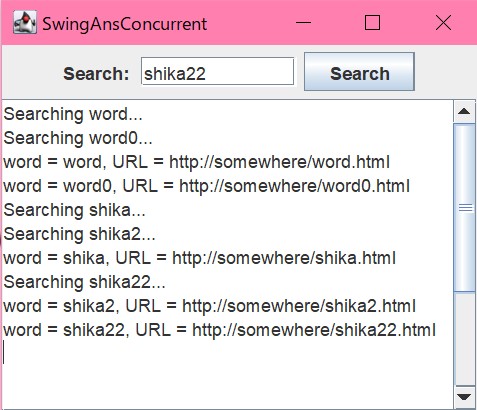 SwingAnsConcurrent
Search: shika22 Search
Searching word...
Searching word0...
word = word, URL = http://somewhere/word.html
word = word0, URL = http://somewhere/word0.html
Searching shika...
Searching shika2...
word = shika, URL = http://somewhere/shika.html
Searching shika22...
word = shika2, URL = http://somewhere/shika2.html
word = shika22, URL = http://somewhere/shika22.html